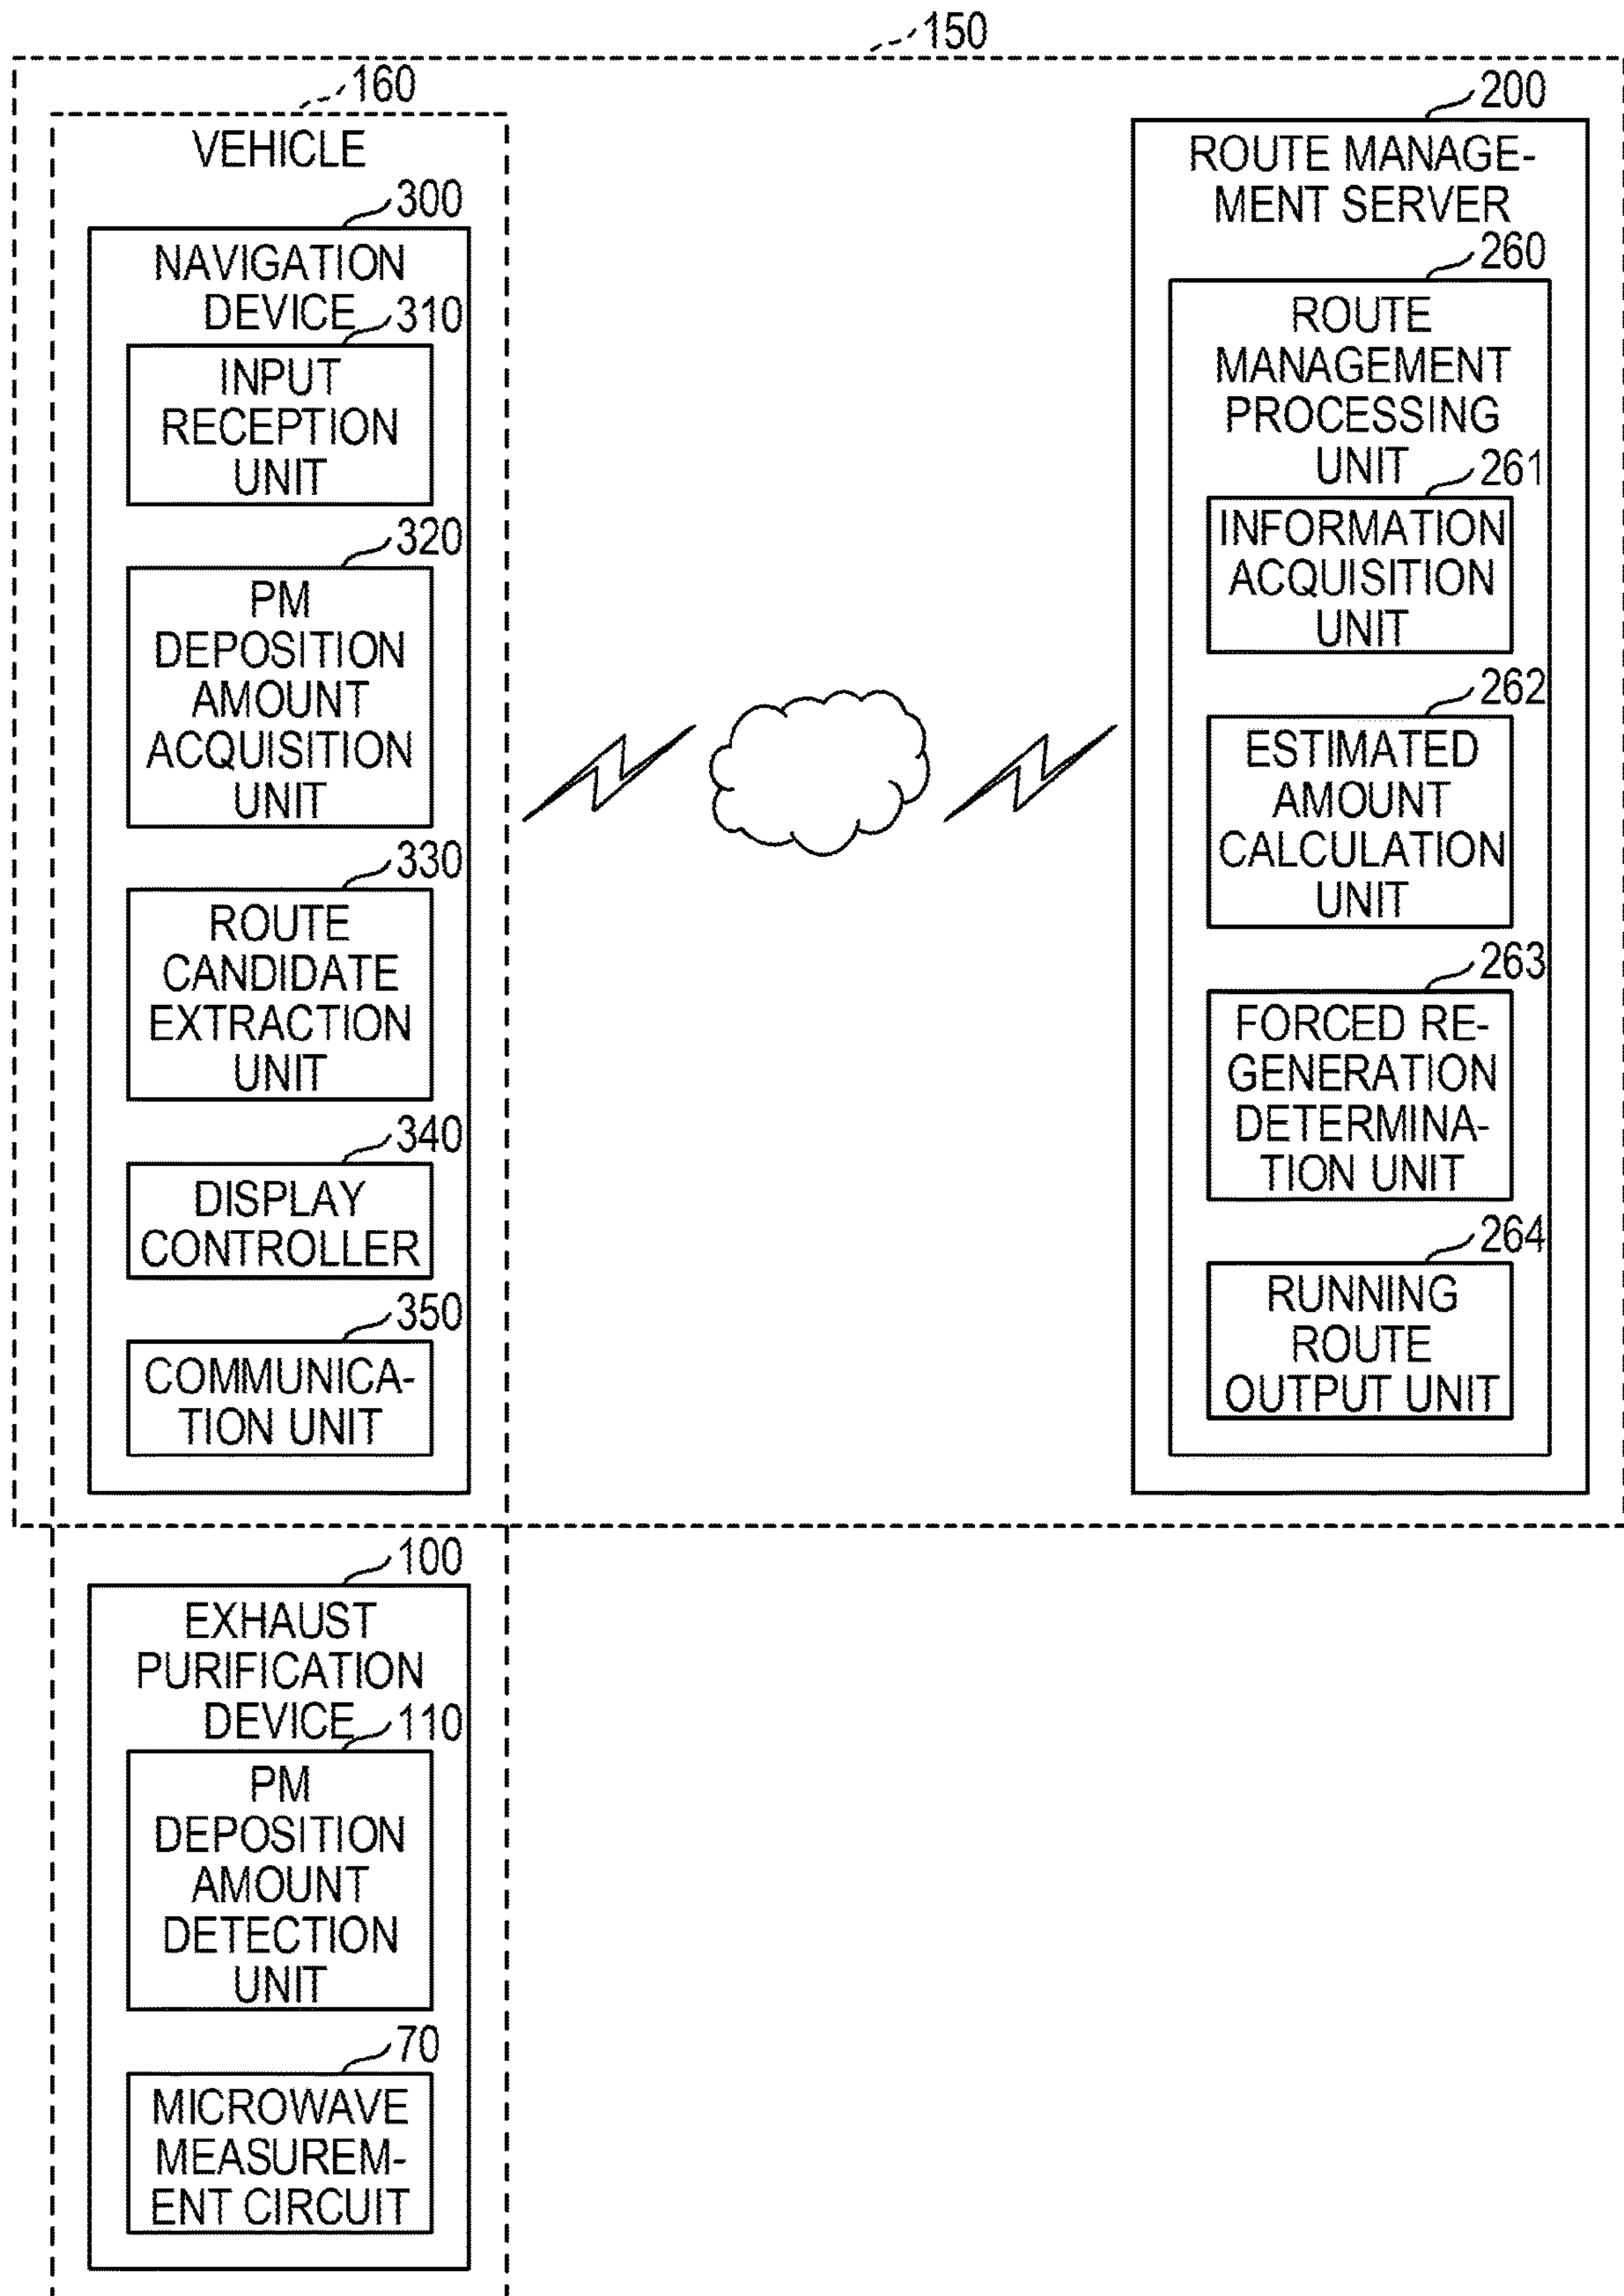 150
160
VEHICLE
300
NAVIGATION
DEVICE
310
INPUT
RECEPTION
UNIT
320
PM
DEPOSITION
AMOUNT
ACQUISITION
UNIT
330
ROUTE
CANDIDATE
EXTRACTION
UNIT
340
DISPLAY
CONTROLLER
350
COMMUNICA-
TION UNIT
100
EXHAUST
PURIFICATION
DEVICE
110
PM
DEPOSITION
AMOUNT
DETECTION
UNIT
70
MICROWAVE
MEASUREM-
ENT CIRCUIT
200
ROUTE MANAGE-
MENT SERVER
260
ROUTE
MANAGEMENT
PROCESSING
UNIT
261
INFORMATION
ACQUISITION
UNIT
262
ESTIMATED
AMOUNT
CALCULATION
UNIT
263
FORCED RE-
GENERATION
DETERMINA-
TION UNIT
264
RUNNING
ROUTE
OUTPUT UNIT